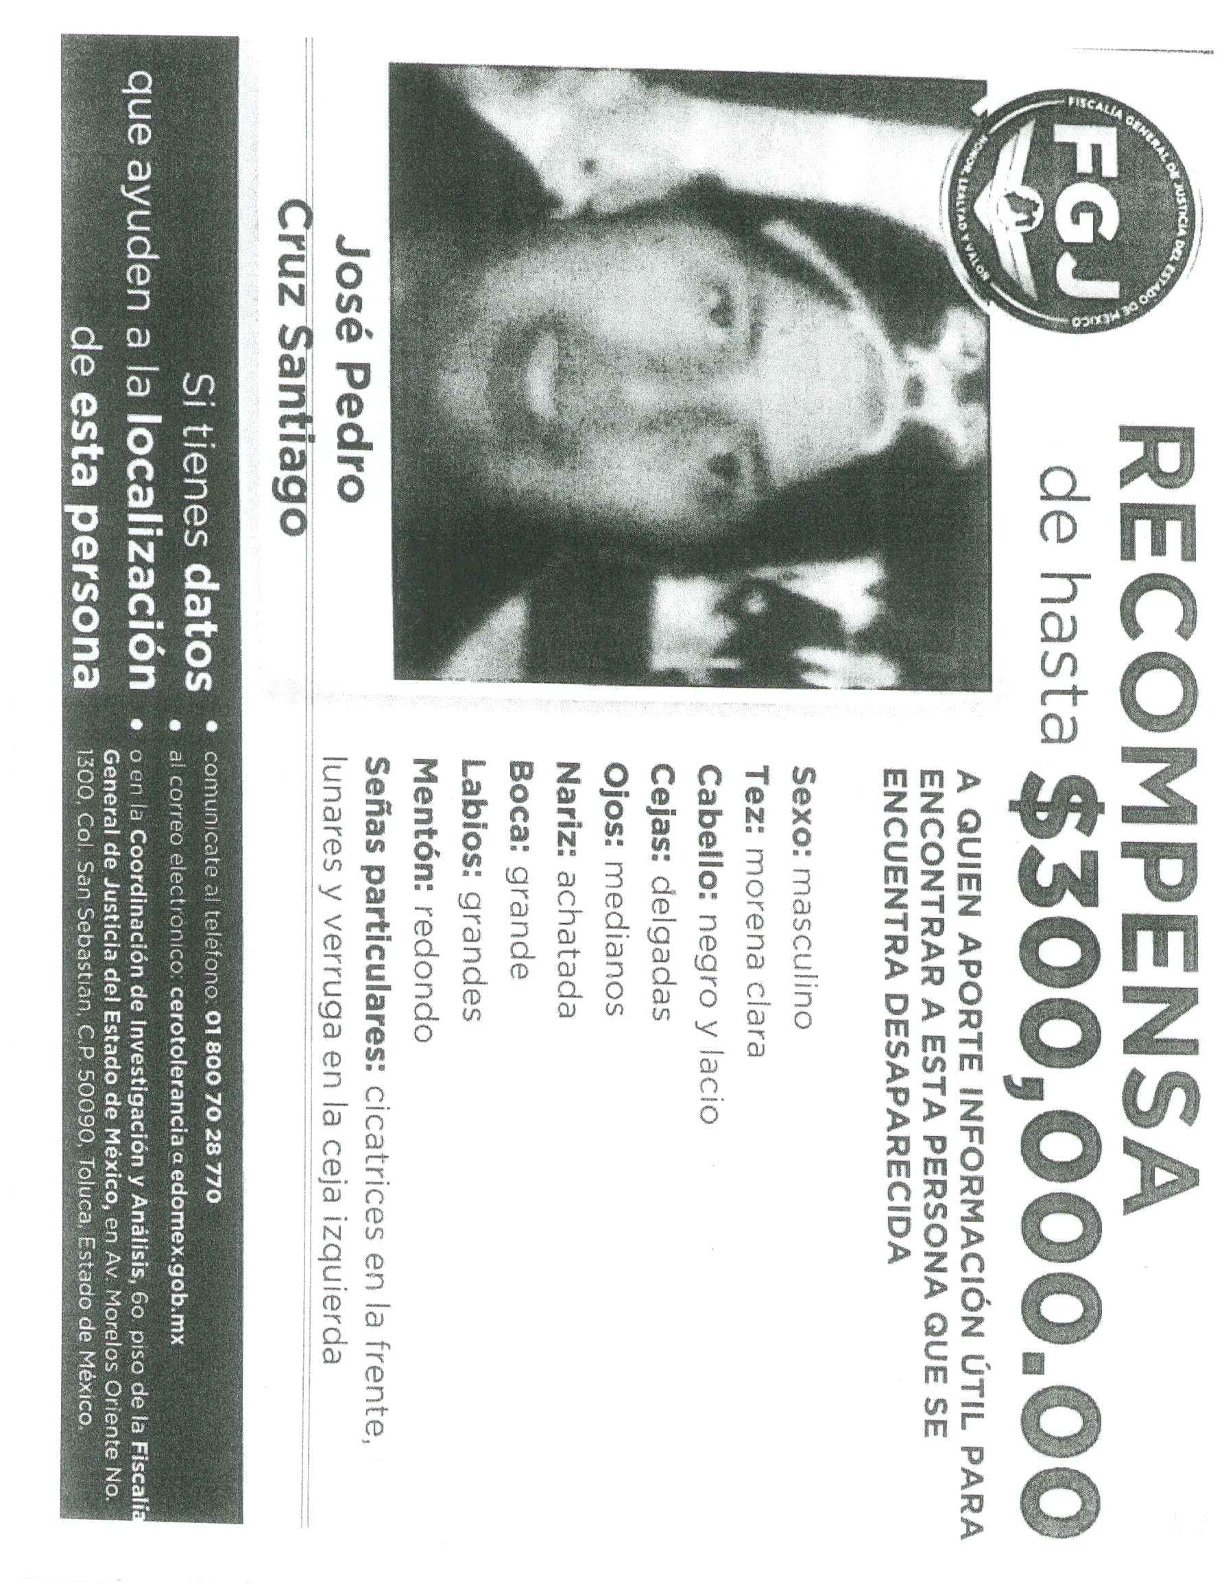 FISCALÍA GENERAL DE JUSTICIA DEL ESTADO DE MÉXICO
FGJ
HONOR, LEALTAD Y VALOR
RECOMPENSA
de hasta $300,000.00
A QUIEN APORTE INFORMACIÓN ÚTIL PARA
ENCONTRAR A ESTA PERSONA QUE SE
ENCUENTRA DESAPARECIDA
Sexo: masculino
Tez: morena clara
Cabello: negro y lacio
Cejas: delgadas
Ojos: medianos
Nariz: achatada
Boca: grande
Labios: grandes
Mentón: redondo
Señas particulares: cicatrices en la frente,
lunares y verruga en la ceja izquierda
José Pedro
Cruz Santiago
Si tienes datos
que ayuden a la localización
de esta persona
• comunícate al teléfono: 01 800 70 28 770
• al correo electrónico: cerotolerancia@edomex.gob.mx
• o en la Coordinación de Investigación y Análisis, 6o. piso de la Fiscalía
General de Justicia del Estado de México, en Av. Morelos Oriente No.
1300, Col. San Sebastián, C.P. 50090, Toluca, Estado de México.